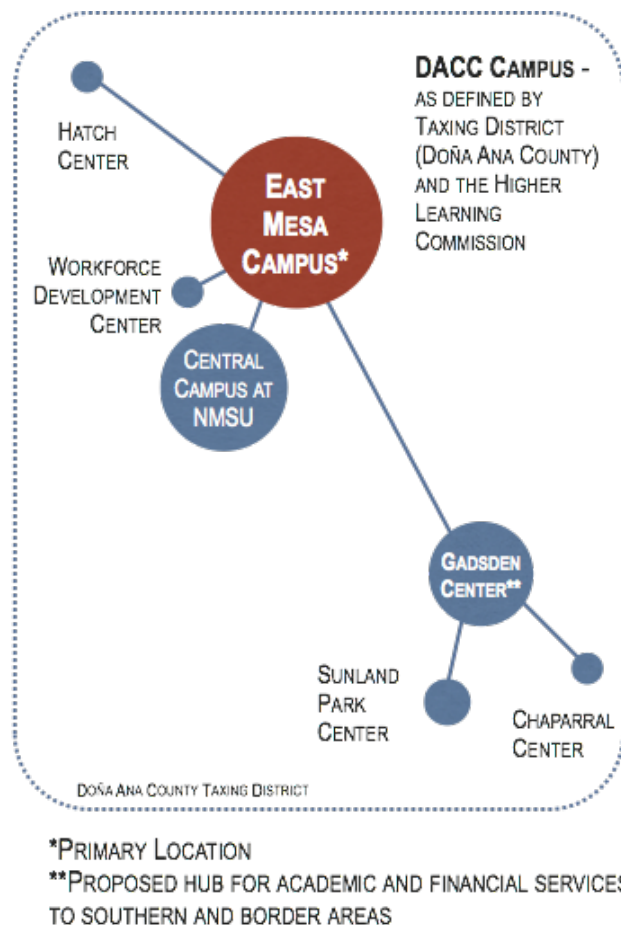 DACC CAMPUS -
AS DEFINED BY
TAXING DISTRICT
(DOÑA ANA COUNTY)
AND THE HIGHER
LEARNING
COMMISSION
HATCH
CENTER
EAST
MESA
CAMPUS*
WORKFORCE
DEVELOPMENT
CENTER
CENTRAL
CAMPUS AT
NMSU
GADSDEN
CENTER**
SUNLAND
PARK
CENTER
CHAPARRAL
CENTER
DOÑA ANA COUNTY TAXING DISTRICT
*PRIMARY LOCATION
**PROPOSED HUB FOR ACADEMIC AND FINANCIAL SERVICES
TO SOUTHERN AND BORDER AREAS